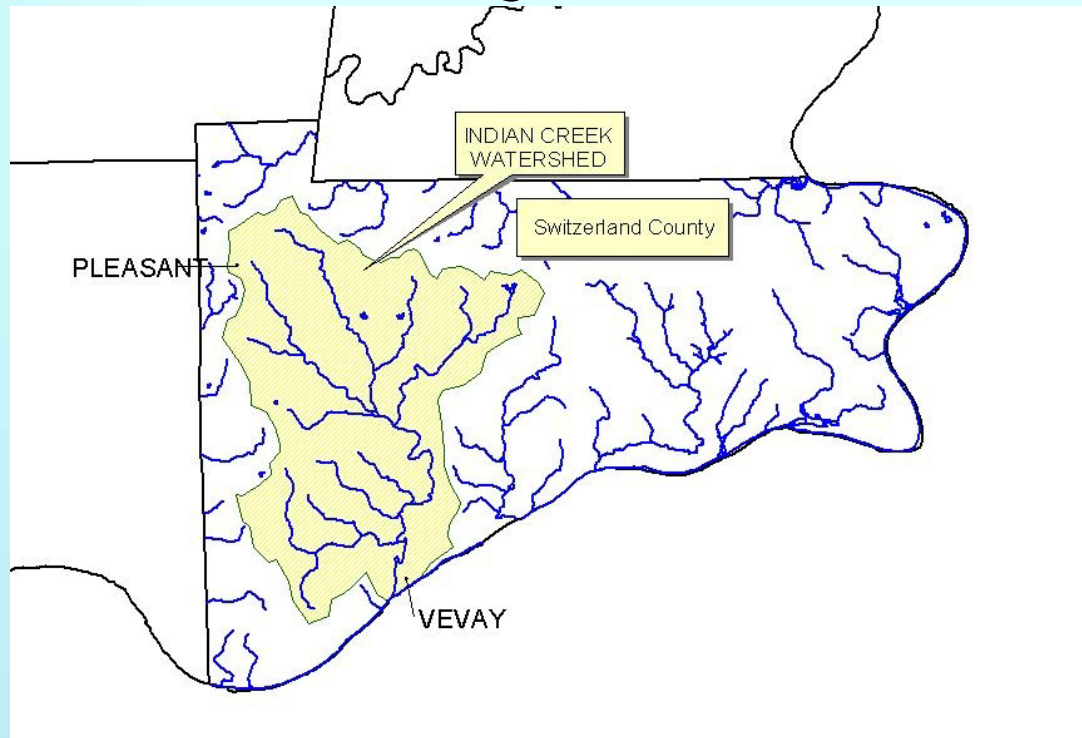 INDIAN CREEK
WATERSHED
Switzerland County
PLEASANT
VEVAY